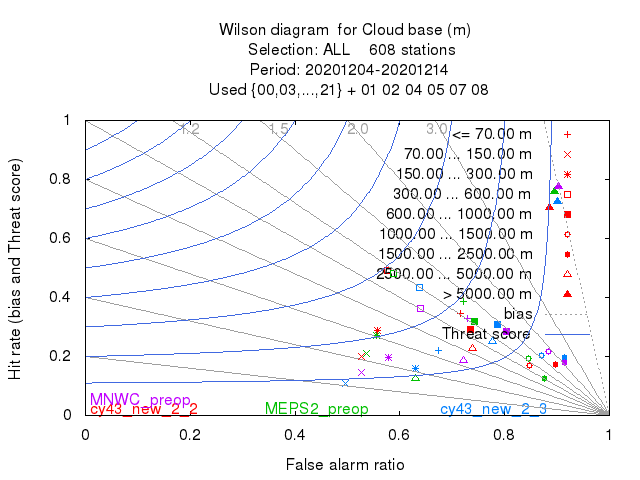 Wilson diagram for Cloud base (m)
Selection: ALL 608 stations
Period: 20201204-20201214
Used {00,03,...,21} + 01 02 04 05 07 08
1.2 1.5 2.0 3.0
<= 70.00 m
70.00 ... 150.00 m
150.00 ... 300.00 m
300.00 ... 600.00 m
600.00 ... 1000.00 m
1000.00 ... 1500.00 m
1500.00 ... 2500.00 m
2500.00 ... 5000.00 m
> 5000.00 m
bias
Threat score
Hit rate (bias and Threat score)
1
0.8
0.6
0.4
0.2
0
MNWC_preop
cy43_new_2_2 MEPS2_preop cy43_new_2_3
0 0.2 0.4 0.6 0.8 1
False alarm ratio